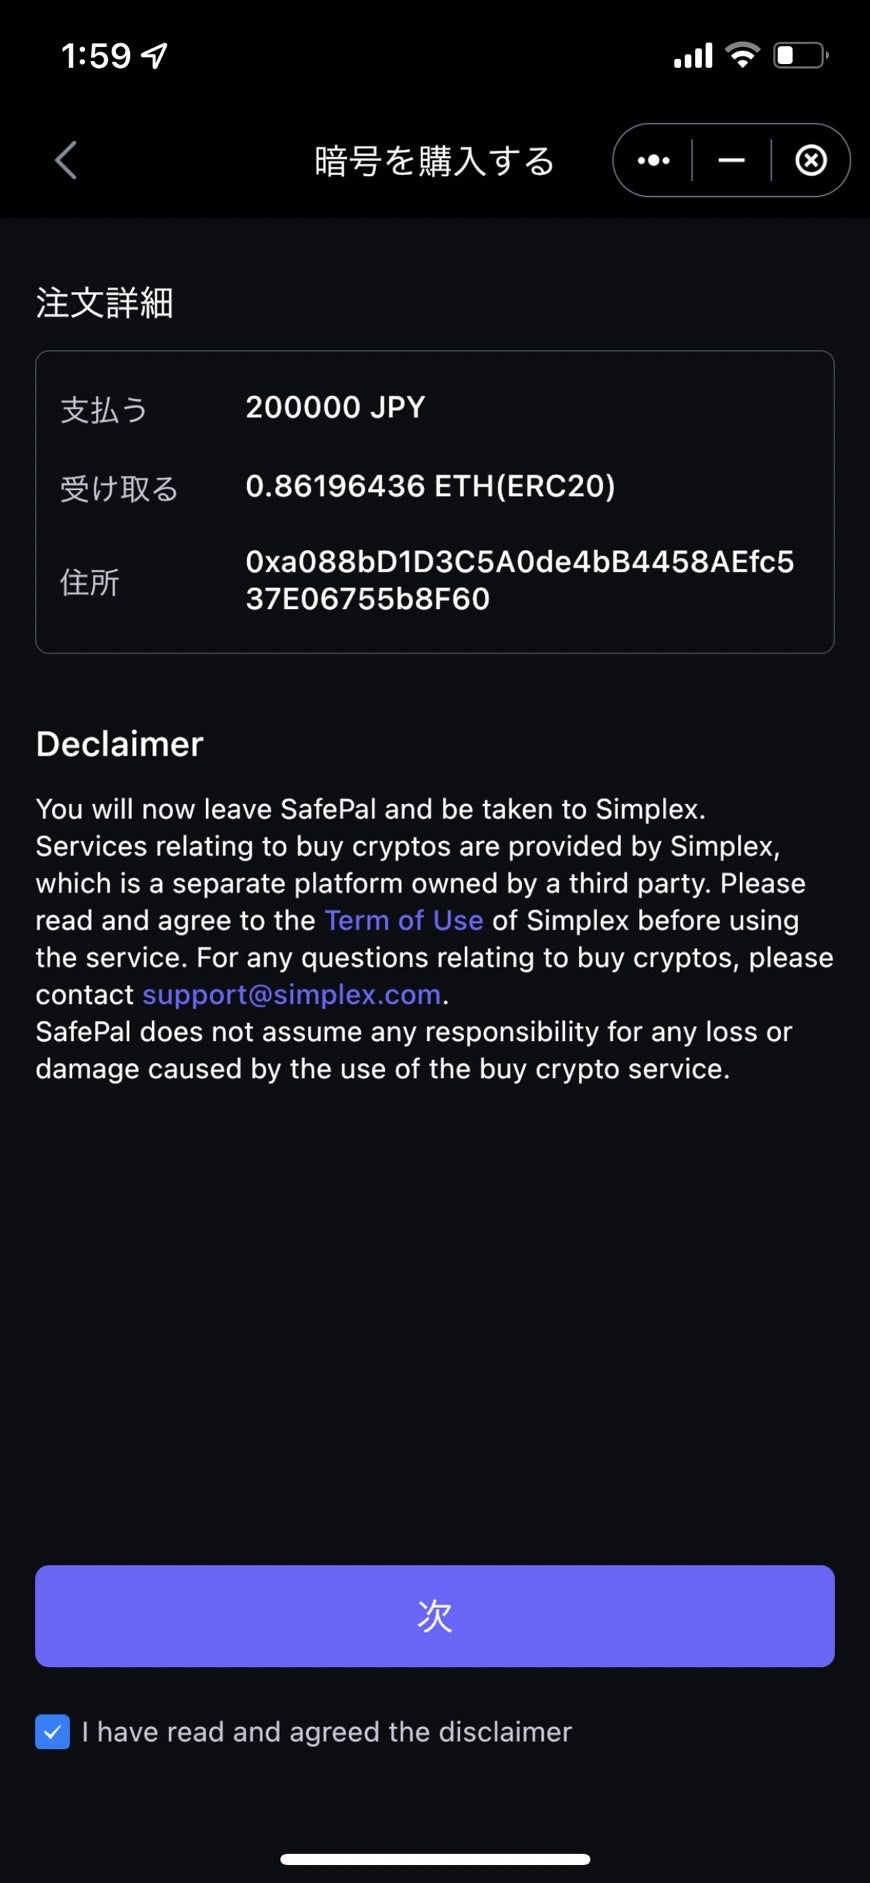 1:59
暗号を購入する
注文詳細
支払う 200000 JPY
受け取る 0.86196436 ETH(ERC20)
住所 0xa088bD1D3C5A0de4bB4458AEfc5
37E06755b8F60
Declaimer
You will now leave SafePal and be taken to Simplex.
Services relating to buy cryptos are provided by Simplex,
which is a separate platform owned by a third party. Please
read and agree to the Term of Use of Simplex before using
the service. For any questions relating to buy cryptos, please
contact support@simplex.com.
SafePal does not assume any responsibility for any loss or
damage caused by the use of the buy crypto service.
次
I have read and agreed the disclaimer